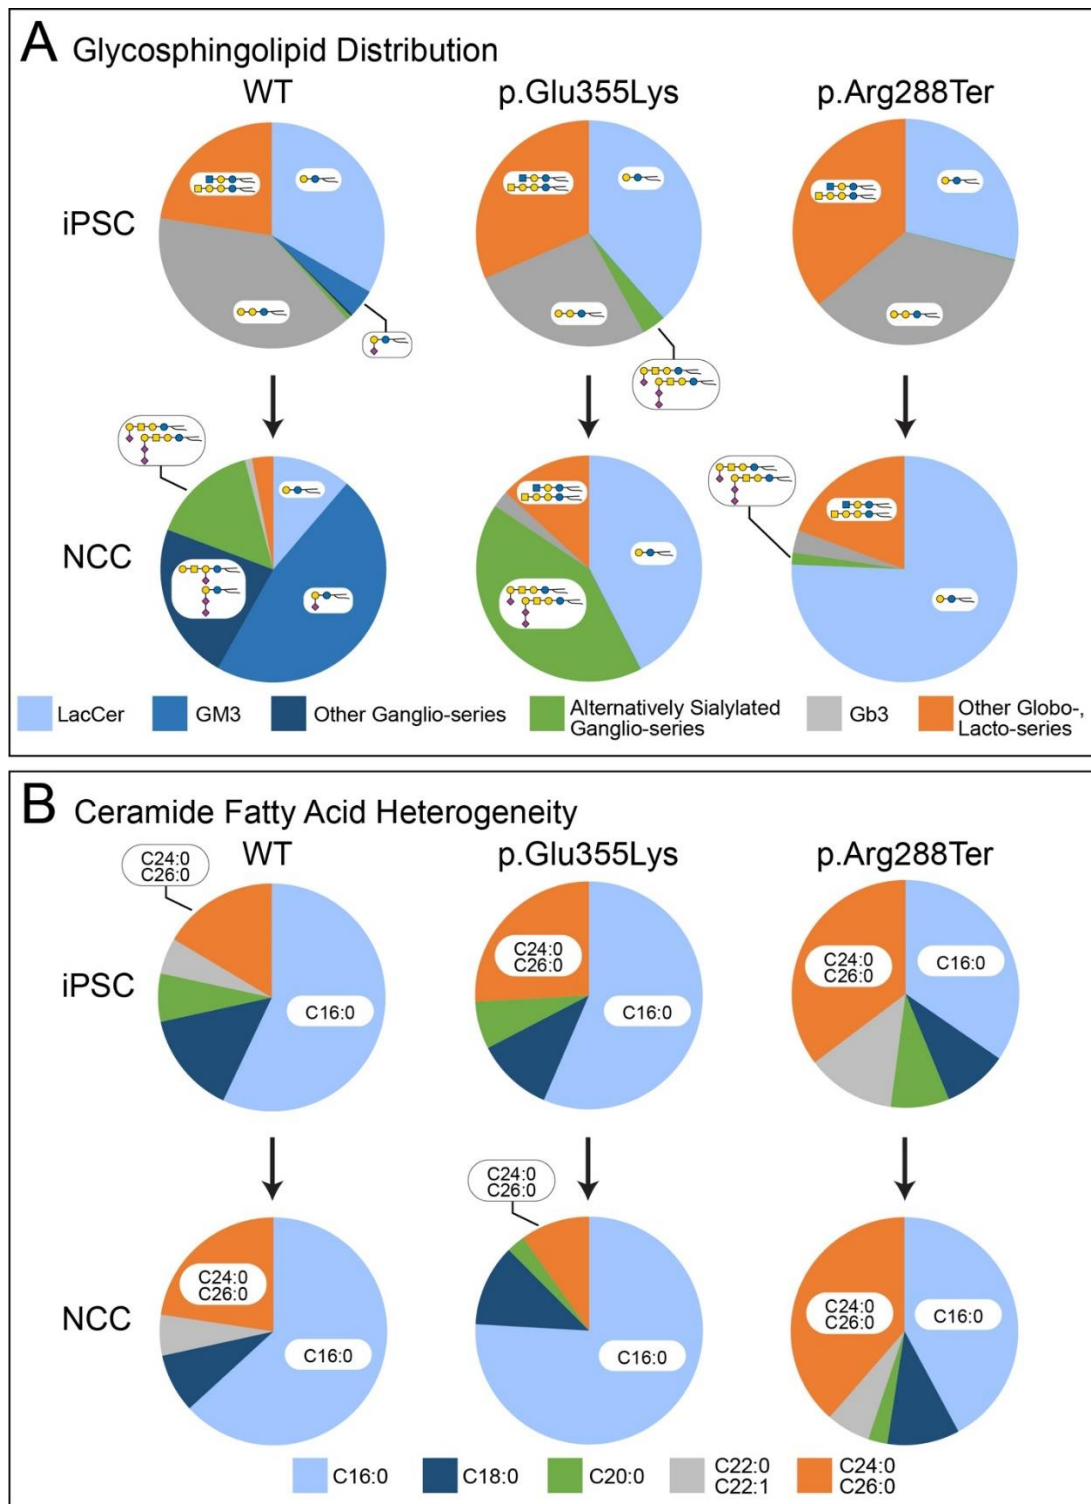 A Glycosphingolipid Distribution
WT
p.Glu355Lys
p.Arg288Ter
iPSC
NCC
LacCer
GM3
Other Ganglio-series
Alternatively Sialylated
Ganglio-series
Gb3
Other Globo-,
Lacto-series
B Ceramide Fatty Acid Heterogeneity
WT
p.Glu355Lys
p.Arg288Ter
iPSC
C24:0
C26:0
C16:0
C24:0
C26:0
C16:0
C24:0
C26:0
C16:0
NCC
C24:0
C26:0
C16:0
C24:0
C26:0
C16:0
C24:0
C26:0
C16:0
C16:0
C18:0
C20:0
C22:0
C22:1
C24:0
C26:0